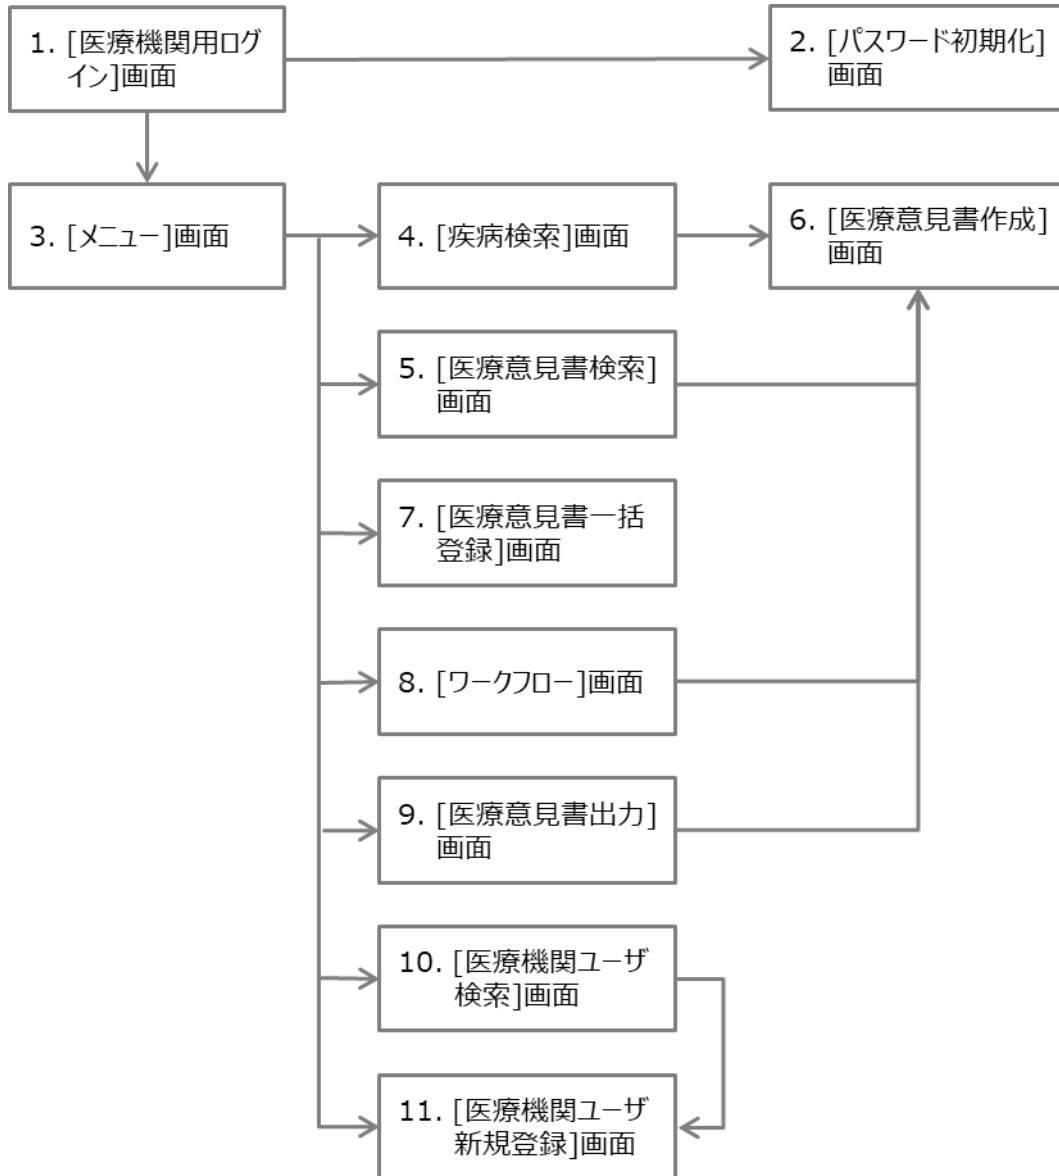 1. [医療機関用ログ
イン]画面
2. [パスワード初期化]
画面
3. [メニュー]画面
4. [疾病検索]画面
6. [医療意見書作成]
画面
5. [医療意見書検索]
画面
7. [医療意見書一括
登録]画面
8. [ワークフロー]画面
9. [医療意見書出力]
画面
10. [医療機関ユーザ
検索]画面
11. [医療機関ユーザ
新規登録]画面